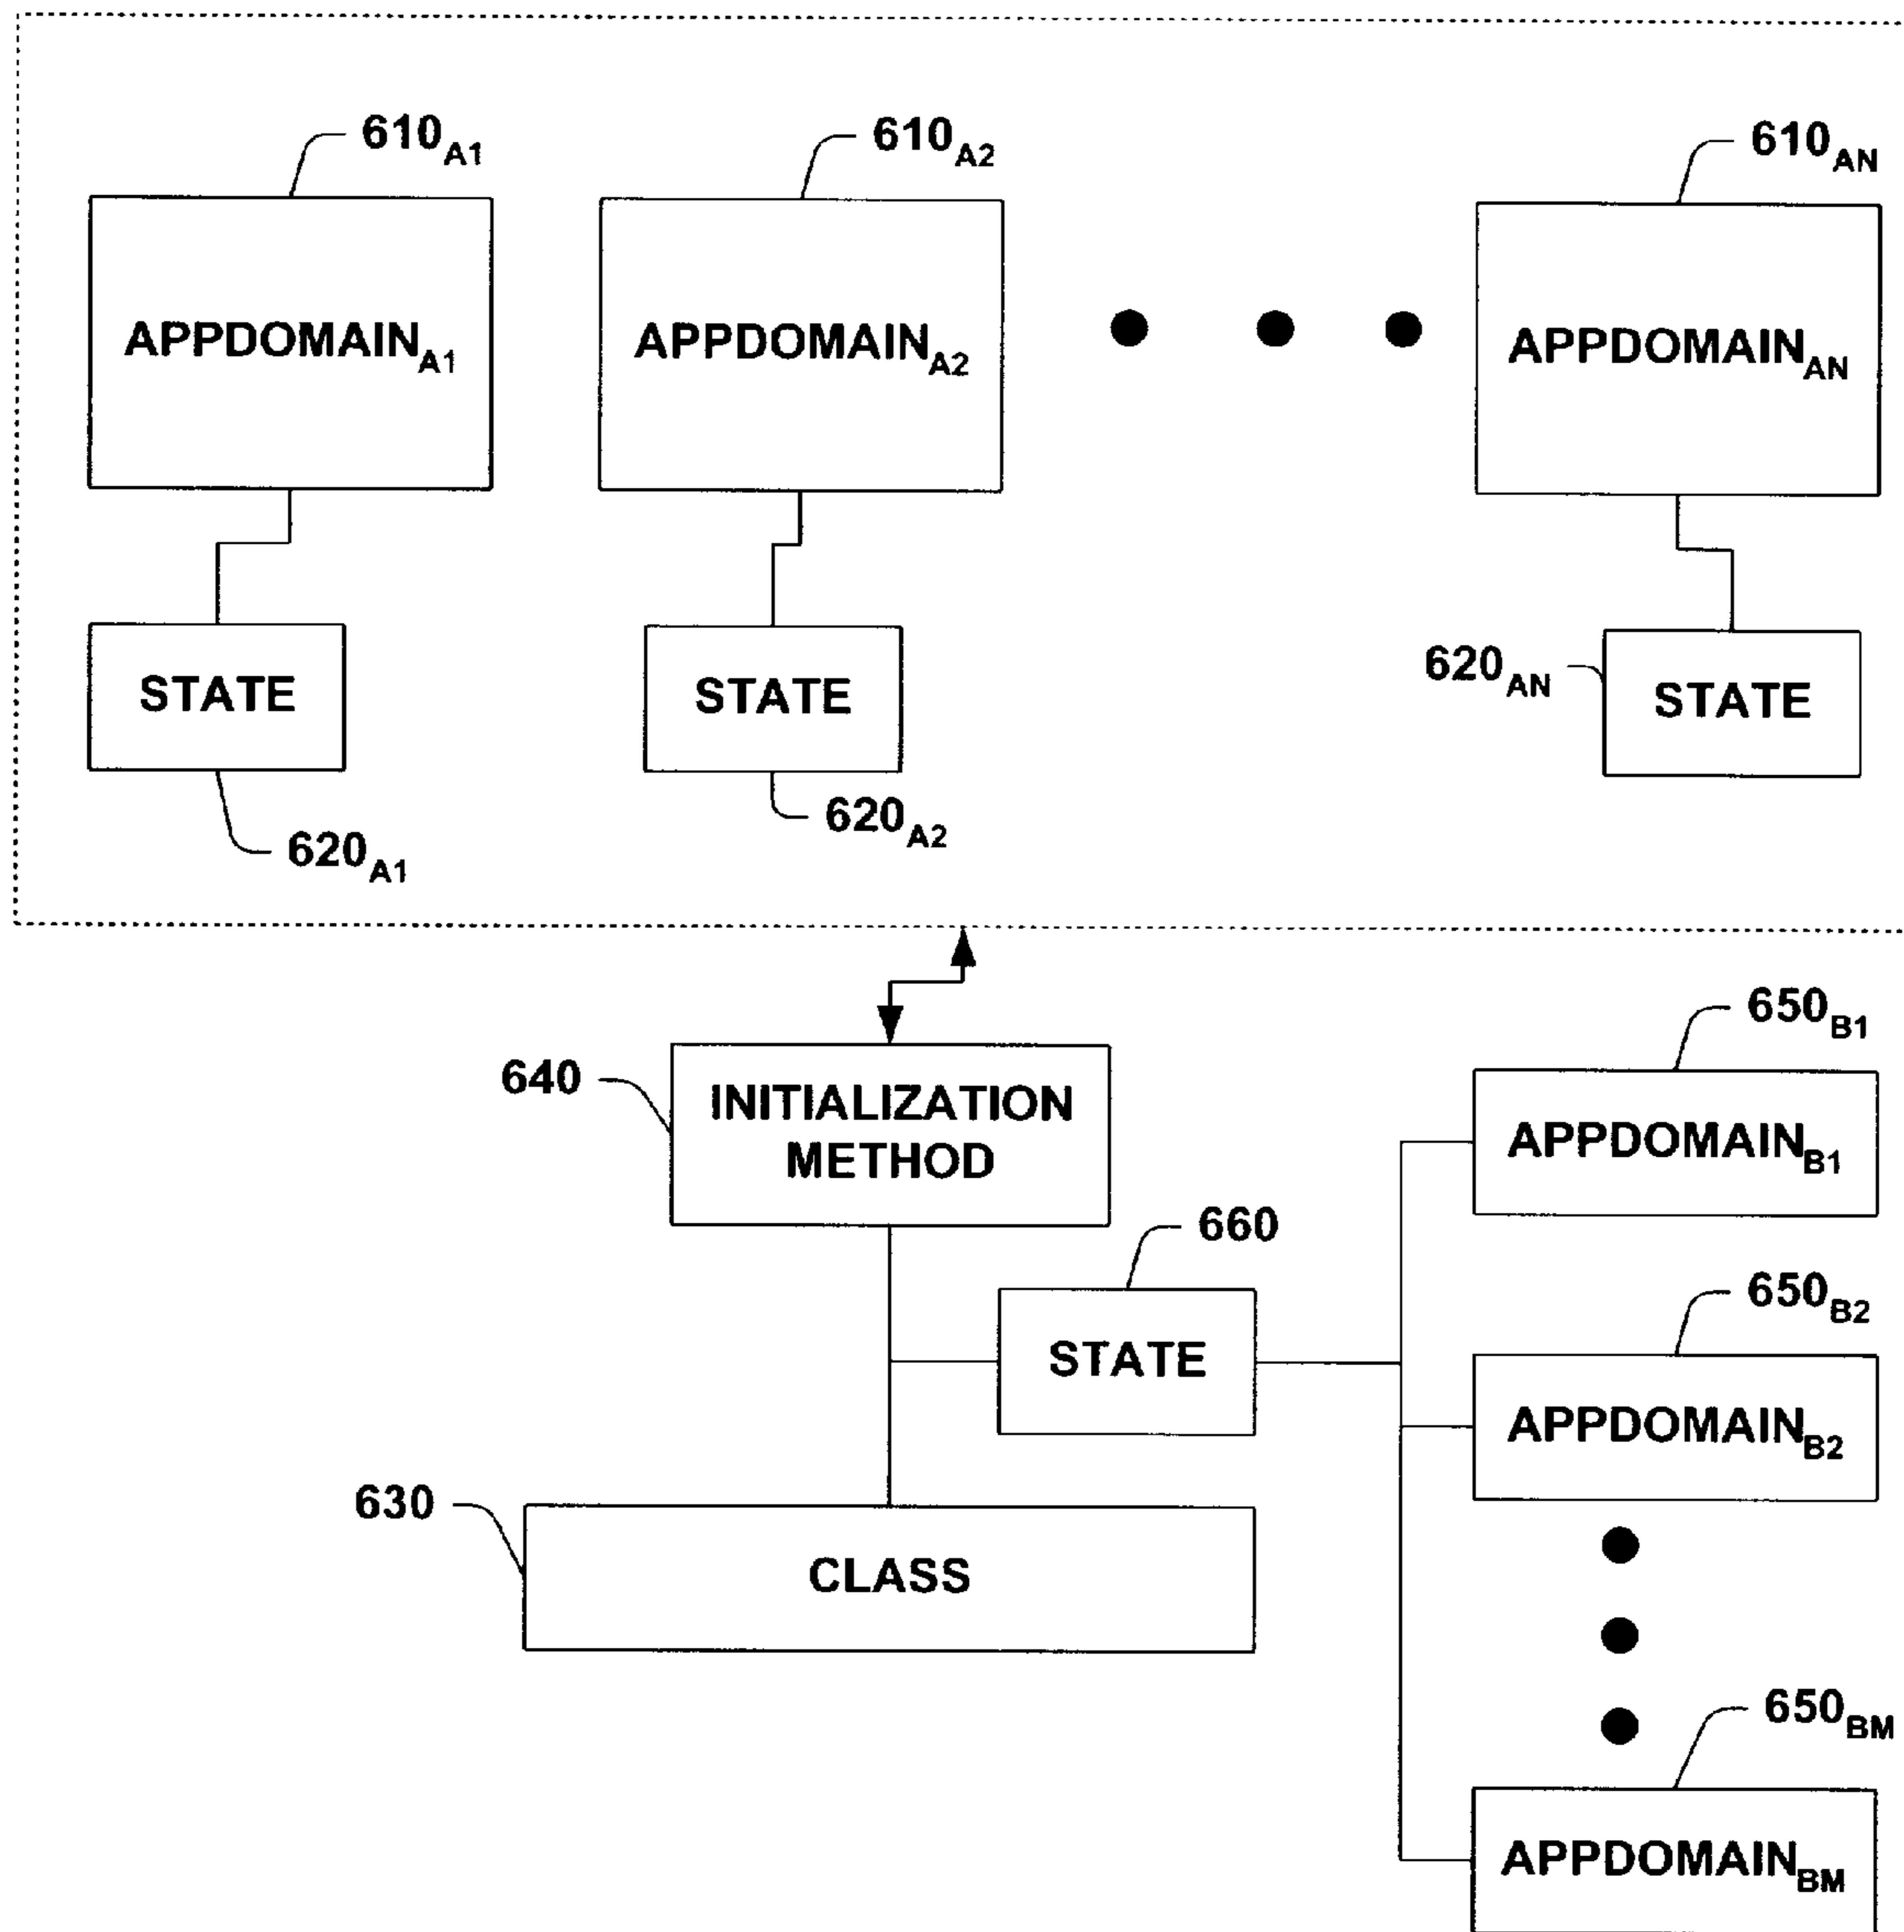 610A1
610A2
610AN
APPDOMAINA1
APPDOMAINA2
APPDOMAINAN
STATE
STATE
620AN
STATE
620A1
620A2
650B1
640
INITIALIZATION
METHOD
APPDOMAINB1
660
650B2
STATE
APPDOMAINB2
630
CLASS
650BM
APPDOMAINBM